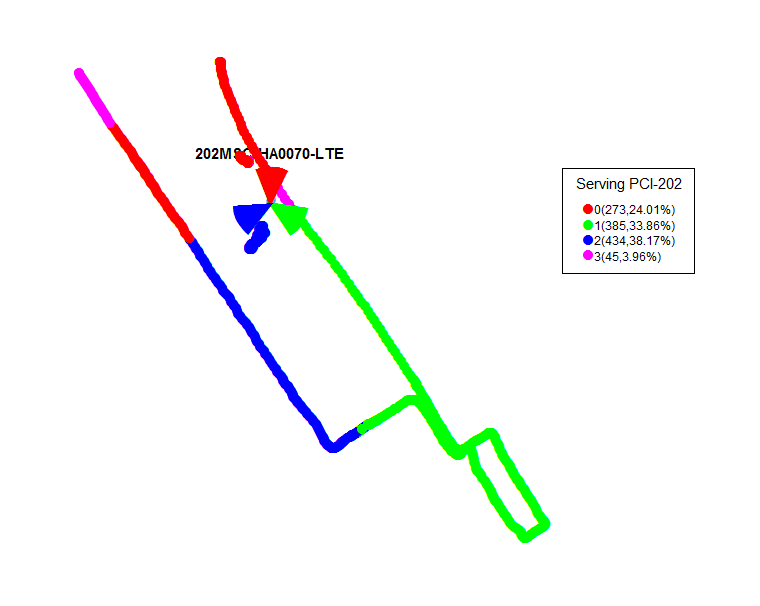 HA0070-LTE
Serving PCI-202
0(273,24.01%)
1(385,33.86%)
2(434,38.17%)
3(45,3.96%)